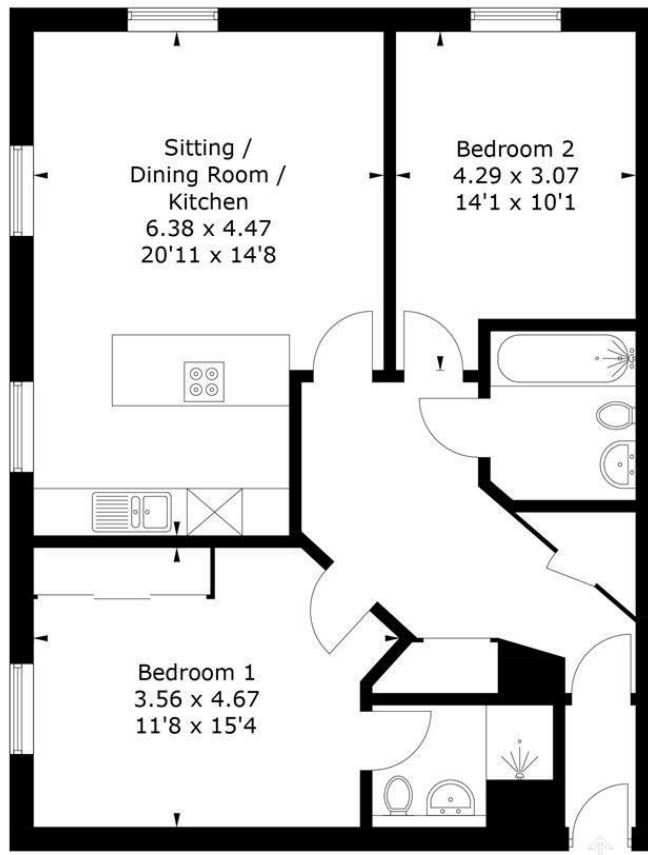 Sitting /
Dining Room /
Kitchen
6.38 x 4.47
20'11 x 14'8
Bedroom 2
4.29 x 3.07
14'1 x 10'1
Bedroom 1
3.56 x 4.67
11'8 x 15'4